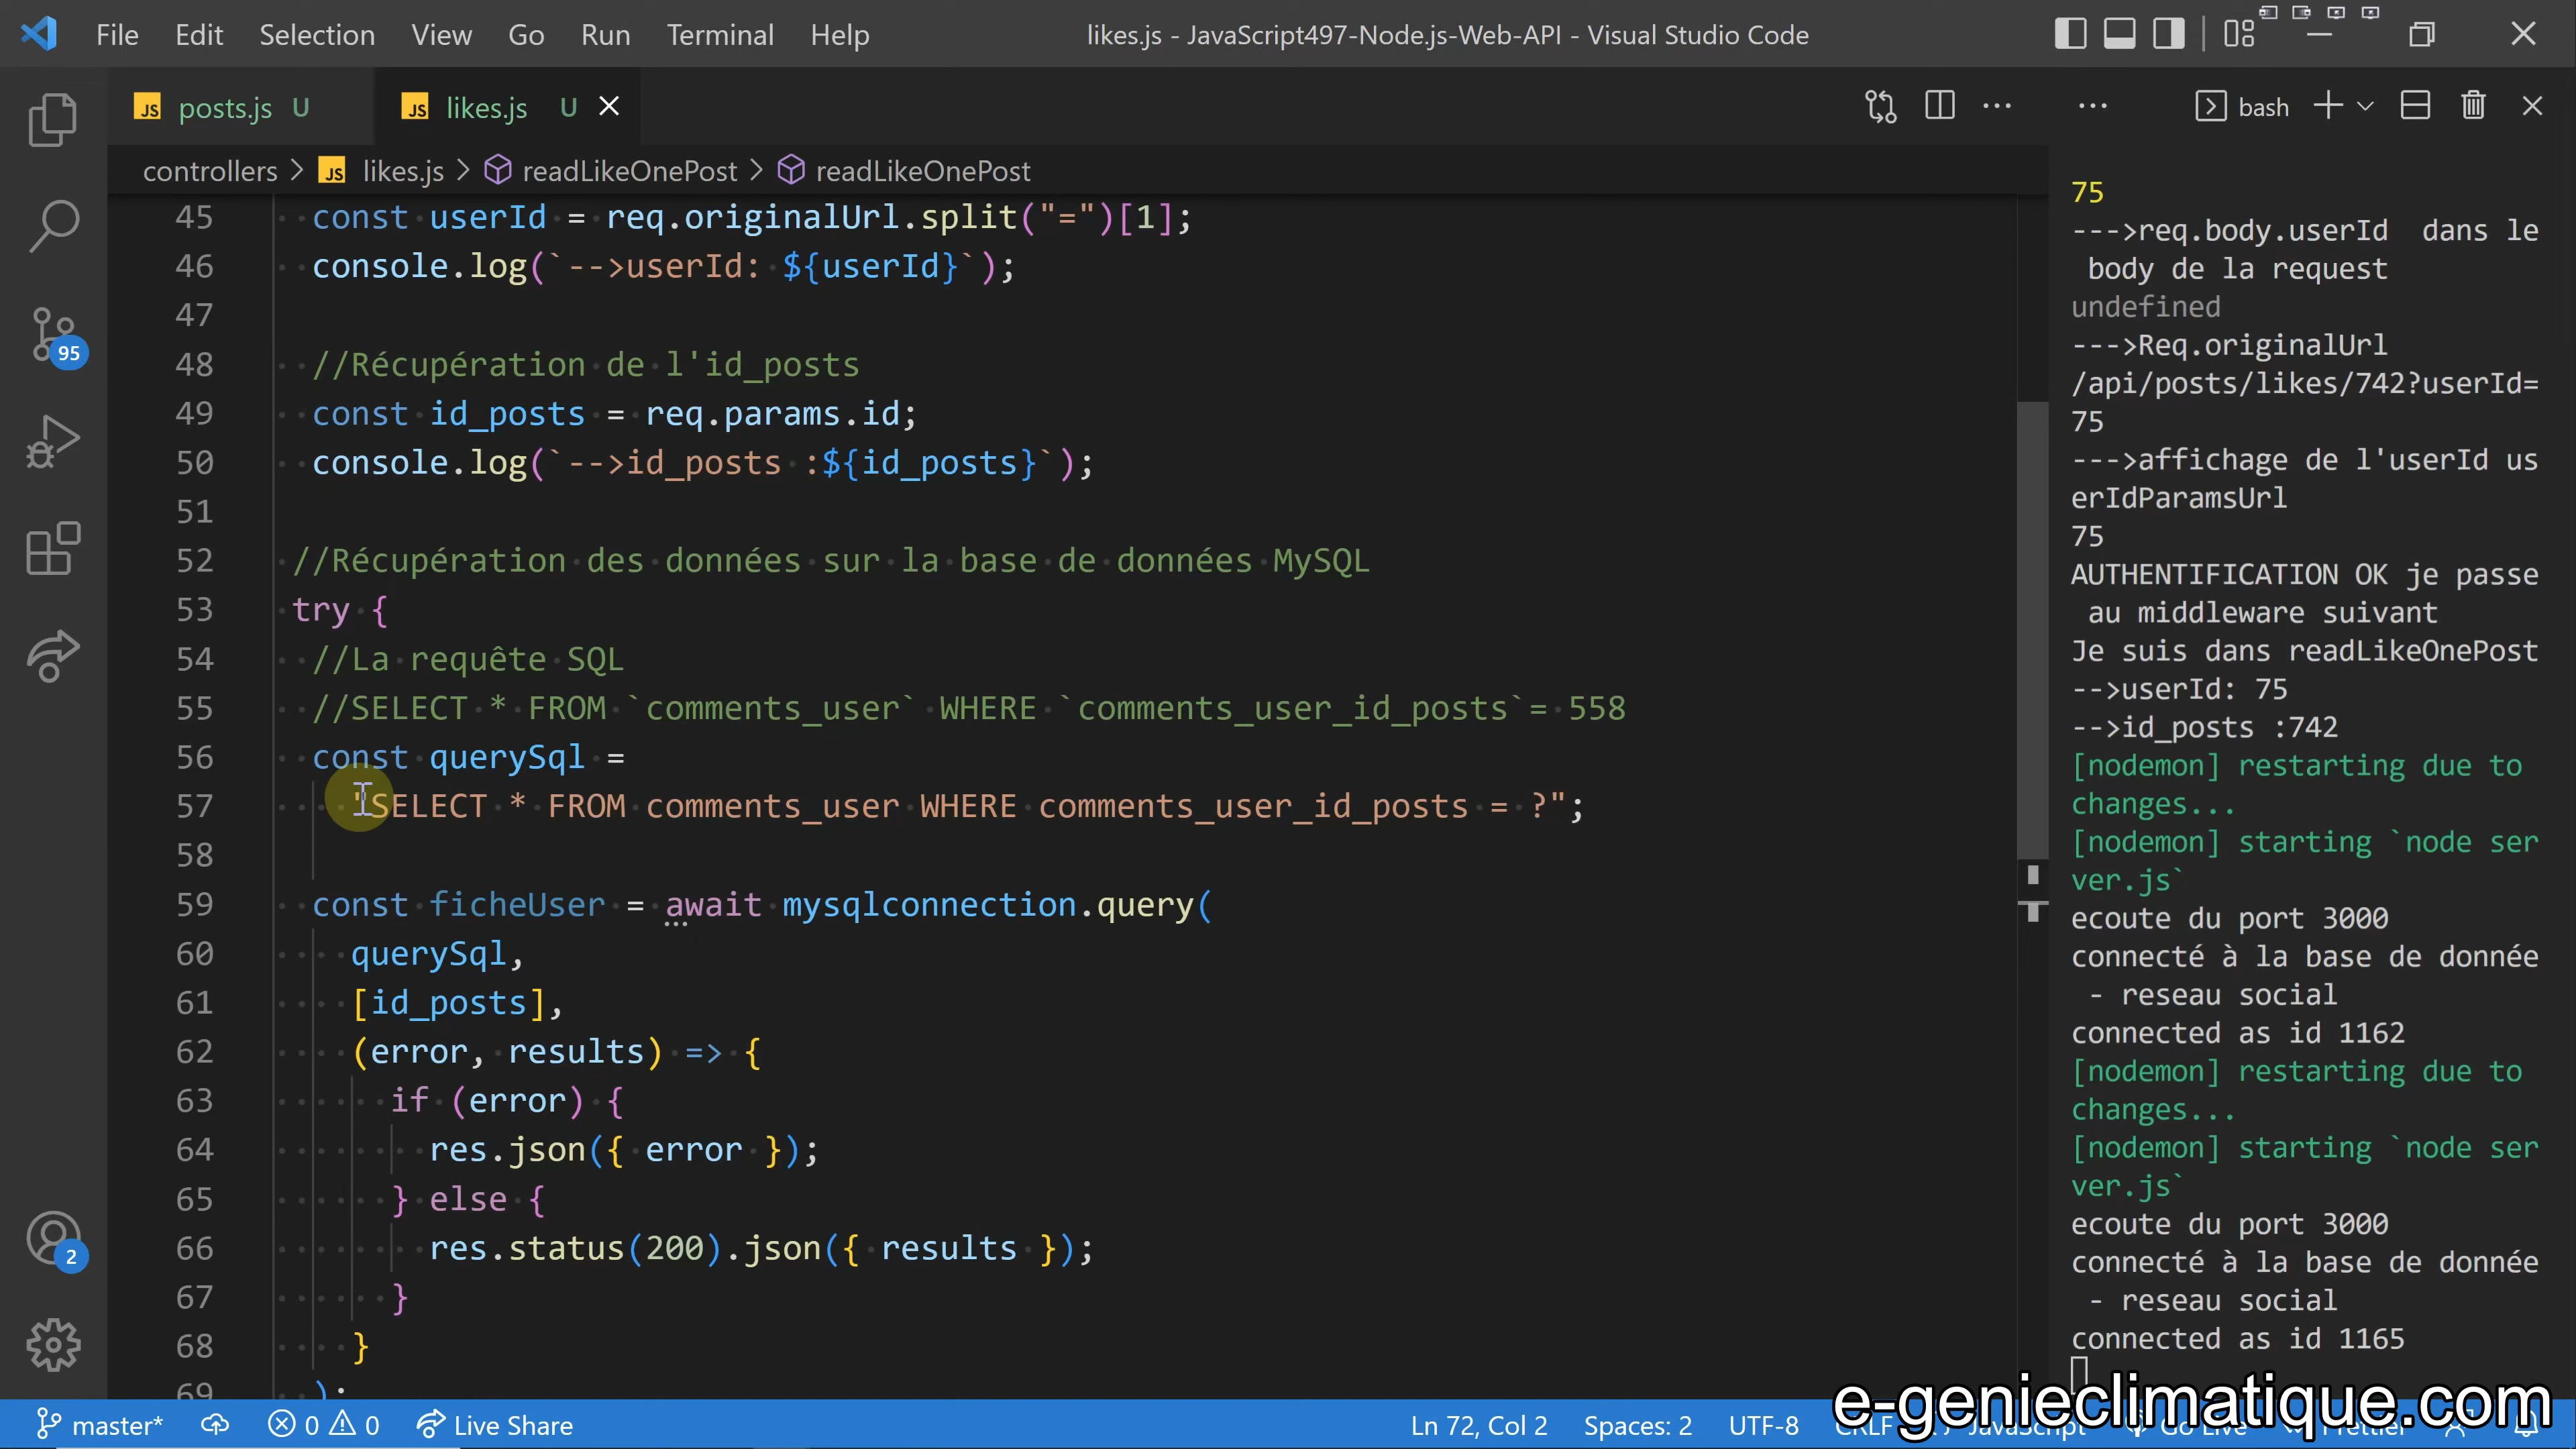 File Edit Selection View Go Run Terminal Help
likes.js - JavaScript497-Node.js-Web-API - Visual Studio Code
JS posts.js U
JS likes.js U
bash
controllers > JS likes.js > readLikeOnePost > readLikeOnePost
45 const userId = req.originalUrl.split("=")[1];
46 console.log(`-->userId: ${userId}`);
47
48 //Récupération de l'id_posts
49 const id_posts = req.params.id;
50 console.log(`-->id_posts :${id_posts}`);
51
52 //Récupération des données sur la base de données MySQL
53 try {
54 //La requête SQL
55 //SELECT * FROM `comments_user` WHERE `comments_user_id_posts`= 558
56 const querySql =
57 "SELECT * FROM comments_user WHERE comments_user_id_posts = ?";
58
59 const ficheUser = await mysqlconnection.query(
60 querySql,
61 [id_posts],
62 (error, results) => {
63 if (error) {
64 res.json({ error });
65 } else {
66 res.status(200).json({ results });
67 }
68 }
69 );
75
--->req.body.userId  dans le
body de la request
undefined
--->Req.originalUrl
/api/posts/likes/742?userId=
75
--->affichage de l'userId us
erIdParamsUrl
75
AUTHENTIFICATION OK je passe
au middleware suivant
Je suis dans readLikeOnePost
-->userId: 75
-->id_posts :742
[nodemon] restarting due to
changes...
[nodemon] starting `node ser
ver.js`
ecoute du port 3000
connecté à la base de donnée
- reseau social
connected as id 1162
[nodemon] restarting due to
changes...
[nodemon] starting `node ser
ver.js`
ecoute du port 3000
connecté à la base de donnée
- reseau social
connected as id 1165
95
2
master* 0 0 Live Share
Ln 72, Col 2 Spaces: 2 UTF-8 CRLF JavaScript Go Live Prettier
e-genieclimatique.com